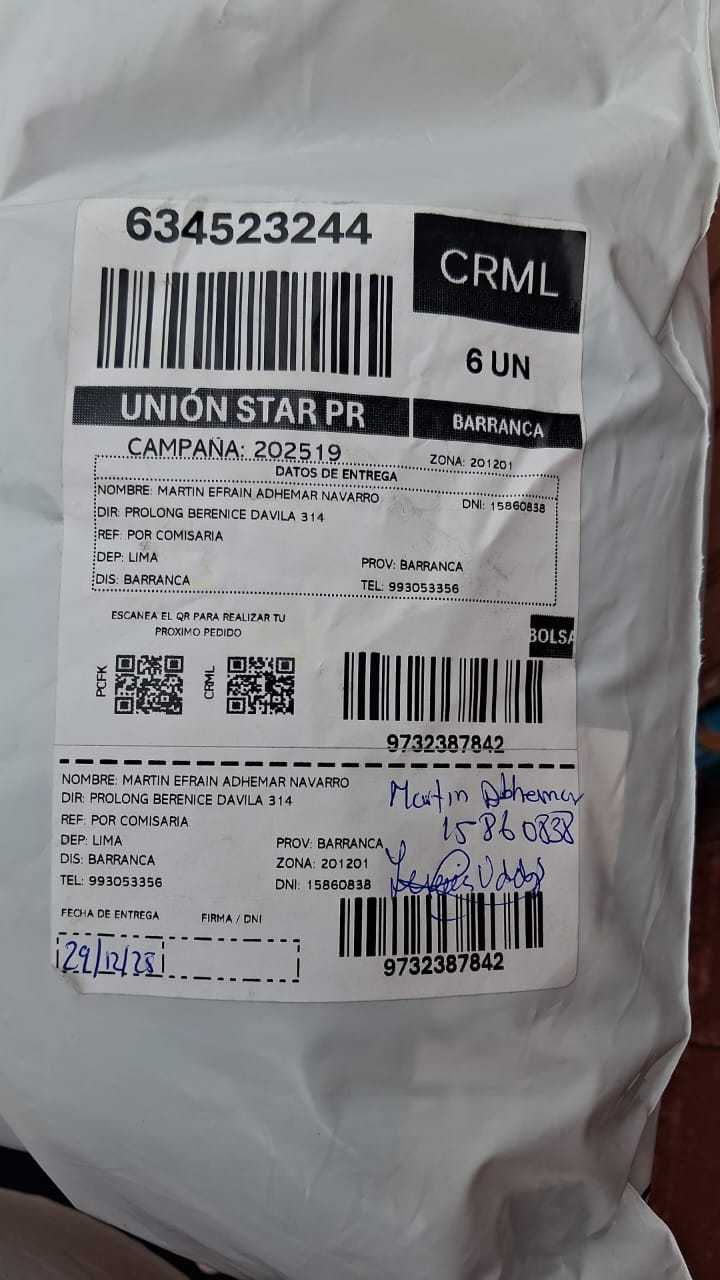 634523244
CRML
6 UN
UNIÓN STAR PR
BARRANCA
CAMPAÑA: 202519
ZONA: 201201
DATOS DE ENTREGA
NOMBRE: MARTIN EFRAIN ADHEMAR NAVARRO
DNI: 15860838
DIR: PROLONG BERENICE DAVILA 314
REF: POR COMISARIA
DEP: LIMA
PROV: BARRANCA
DIS: BARRANCA
TEL: 993053356
ESCANEA EL QR PARA REALIZAR TU
PROXIMO PEDIDO
BOLSA
PCFK
CRML
9732387842
NOMBRE: MARTIN EFRAIN ADHEMAR NAVARRO
DIR: PROLONG BERENICE DAVILA 314
REF: POR COMISARIA
DEP: LIMA
PROV: BARRANCA
DIS: BARRANCA
ZONA: 201201
TEL: 993053356
DNI: 15860838
Martin Adhemar
15860838
FECHA DE ENTREGA
FIRMA / DNI
29/12/25
9732387842